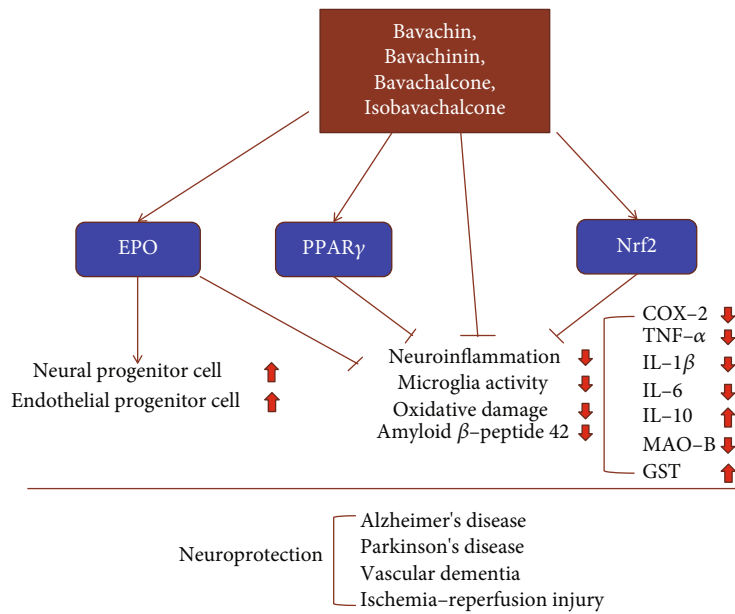 Bavachin,
Bavachinin,
Bavachalcone,
Isobavachalcone
EPO
PPARγ
Nrf2
Neural progenitor cell
Endothelial progenitor cell
Neuroinflammation
Microglia activity
Oxidative damage
Amyloid β–peptide 42
COX–2
TNF–α
IL–1β
IL–6
IL–10
MAO–B
GST
Neuroprotection
Alzheimer's disease
Parkinson's disease
Vascular dementia
Ischemia–reperfusion injury